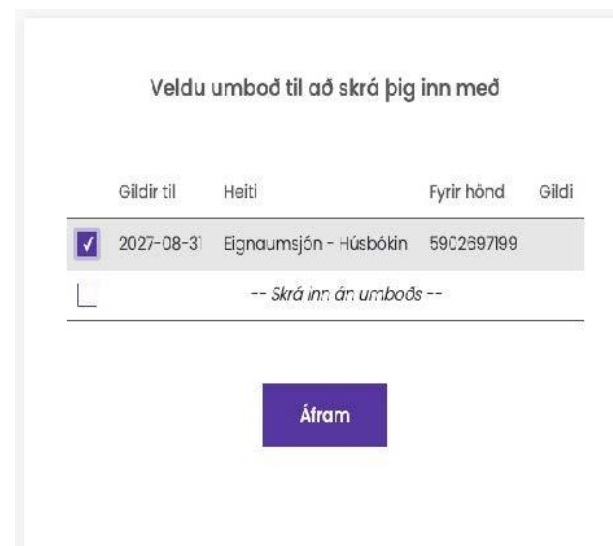 Veldu umboð til að skrá þig inn með
Gildir til Heiti Fyrir hönd Gildi
2027-08-31 Eignaumsjón - Húsbókin 5902697199
-- Skrá inn án umboðs --
Áfram